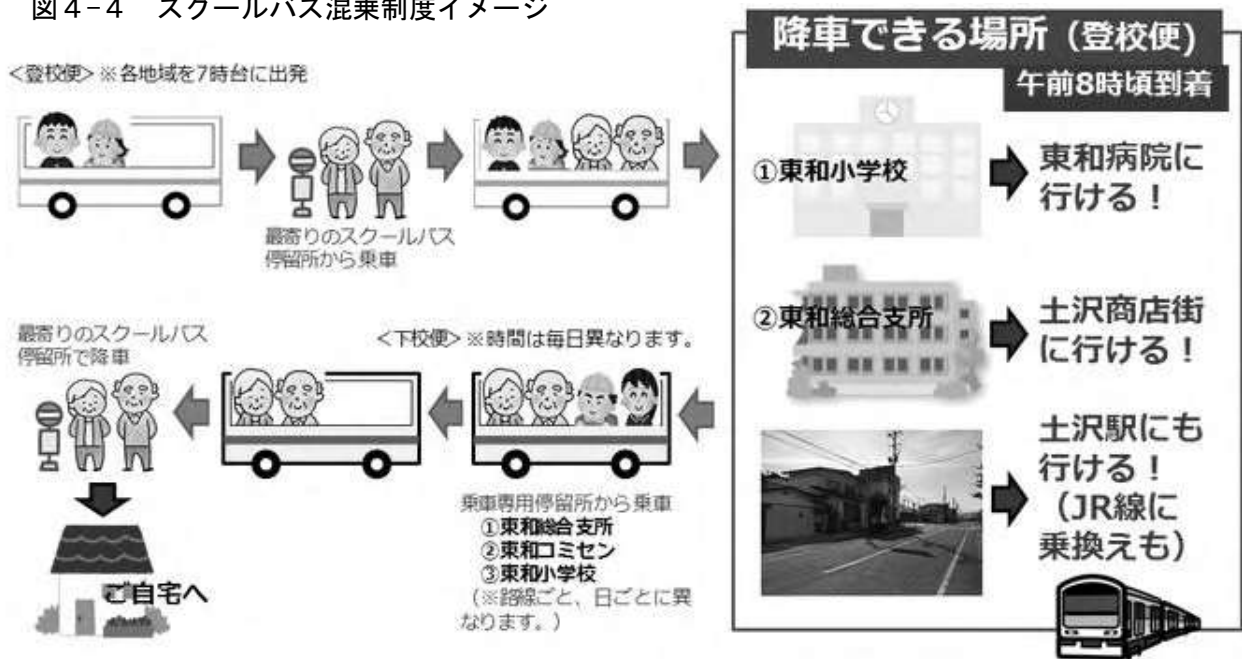 図4-4　スクールバス混乗制度イメージ
<登校便>※各地域を7時台に出発
最寄りのスクールバス
停留所から乗車
降車できる場所（登校便）
午前8時頃到着
①東和小学校
東和病院に
行ける！
②東和総合支所
土沢商店街
に行ける！
土沢駅にも
行ける！
（JR線に
乗換えも）
<下校便>※時間は毎日異なります。
乗車専用停留所から乗車
①東和総合支所
②東和コミセン
③東和小学校
（※路線ごと、日ごとに異
なります。）
最寄りのスクールバス
停留所で降車
ご自宅へ